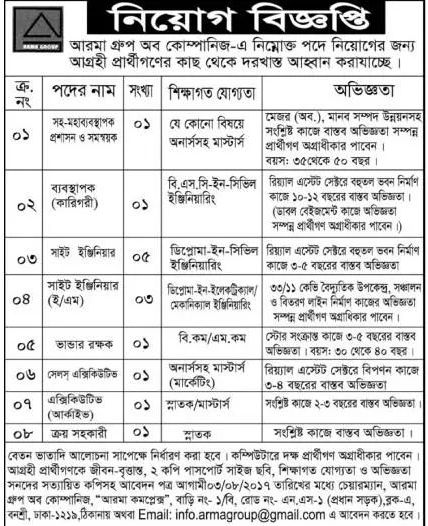 ARMA GROUP
নিয়োগ বিজ্ঞপ্তি
আরমা গ্রুপ অব কোম্পানিজ-এ নিম্নোক্ত পদে নিয়োগের জন্য
আগ্রহী প্রার্থীগণের কাছ থেকে দরখাস্ত আহ্বান করাযাচ্ছে।
ক্র. নং পদের নাম সংখ্যা শিক্ষাগত যোগ্যতা অভিজ্ঞতা
০১ সহ-মহাব্যবস্থাপক প্রশাসন ও সমন্বয়ক ০১ যে কোনো বিষয়ে অনার্সসহ মাস্টার্স মেজর (অব.), মানব সম্পদ উন্নয়নসহ
সংশ্লিষ্ট কাজে বাস্তব অভিজ্ঞতা সম্পন্ন
প্রার্থীগণ অগ্রাধিকার পাবেন।
বয়স: ৩৫থেকে ৫০ বছর।
০২ ব্যবস্থাপক (কারিগরী) ০১ বি.এস.সি-ইন-সিভিল ইঞ্জিনিয়ারিং রিয়্যাল এস্টেট সেক্টরে বহুতল ভবন নির্মাণ
কাজে ১০-১২ বছরের বাস্তব অভিজ্ঞতা।
(ডাবল বেইজমেন্ট কাজে অভিজ্ঞতা
সম্পন্ন প্রার্থীগণ অগ্রাধিকার পাবেন।
০৩ সাইট ইঞ্জিনিয়ার ০৫ ডিপ্লোমা-ইন-সিভিল ইঞ্জিনিয়ারিং রিয়্যাল এস্টেট সেক্টরে বহুতল ভবন নির্মাণ
কাজে ৩-৫ বছরের বাস্তব অভিজ্ঞতা
০৪ সাইট ইঞ্জিনিয়ার (ই/এম) ০৩ ডিপ্লোমা-ইন-ইলেকট্রিক্যাল/ মেকানিক্যাল ইঞ্জিনিয়ারিং ৩৩/১১ কেভি বৈদ্যুতিক উপকেন্দ্র, সঞ্চালন
ও বিতরণ লাইন নির্মাণ কাজের অভিজ্ঞতা
সম্পন্ন প্রার্থীগণ অগ্রাধিকার পাবেন।
০৫ ভান্ডার রক্ষক ০১ বি.কম/এম.কম স্টোর সংক্রান্ত কাজে ৩-৫ বছরের বাস্তব
অভিজ্ঞতা। বয়স: ৩০ থেকে ৪০ বছর।
০৬ সেলস্ এক্সিকিউটিভ ০১ অনার্সসহ মাস্টার্স (মার্কেটিং) রিয়্যাল এস্টেট সেক্টরে বিপণন কাজে
৩-৪ বছরের বাস্তব অভিজ্ঞতা
০৭ এক্সিকিউটিভ (আর্কাইভ) ০১ স্নাতক/মাস্টার্স সংশ্লিষ্ট কাজে ২-৩ বছরের অভিজ্ঞতা।
০৮ ক্রয় সহকারী ০১ স্নাতক সংশ্লিষ্ট কাজে বাস্তব অভিজ্ঞতা।
বেতন ভাতাদি আলোচনা সাপেক্ষে নির্ধারণ করা হবে। কম্পিউটারে দক্ষ প্রার্থীগণ অগ্রাধিকার পাবেন।
আগ্রহী প্রার্থীগণকে জীবন-বৃত্তান্ত, ২ কপি পাসপোর্ট সাইজ ছবি, শিক্ষাগত যোগ্যতা ও অভিজ্ঞতা
সনদের সত্যায়িত কপিসহ আবেদন পত্র আগামী০৩/০৮/২০১৭ তারিখের মধ্যে চেয়ারম্যান, আরমা
গ্রুপ অব কোম্পানিজ, "আরমা কমপ্লেক্স", বাড়ি নং- ১/বি, রোড নং- এন.এস-১ (প্রধান সড়ক),ব্লক-এ,
বনশ্রী, ঢাকা-১২১৯,ঠিকানায় অথবা Email: info.armagroup@gmail.com-এ আবেদন করতে হবে।